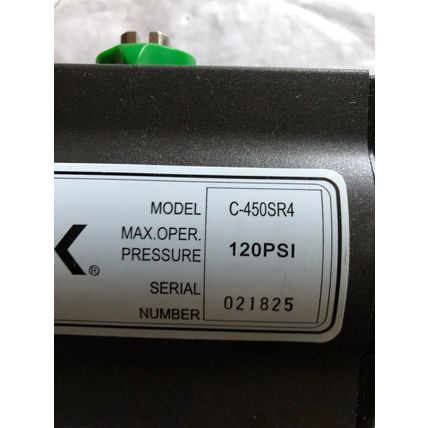 MODEL C-450SR4
MAX.OPER. PRESSURE 120PSI
SERIAL NUMBER 021825
K®